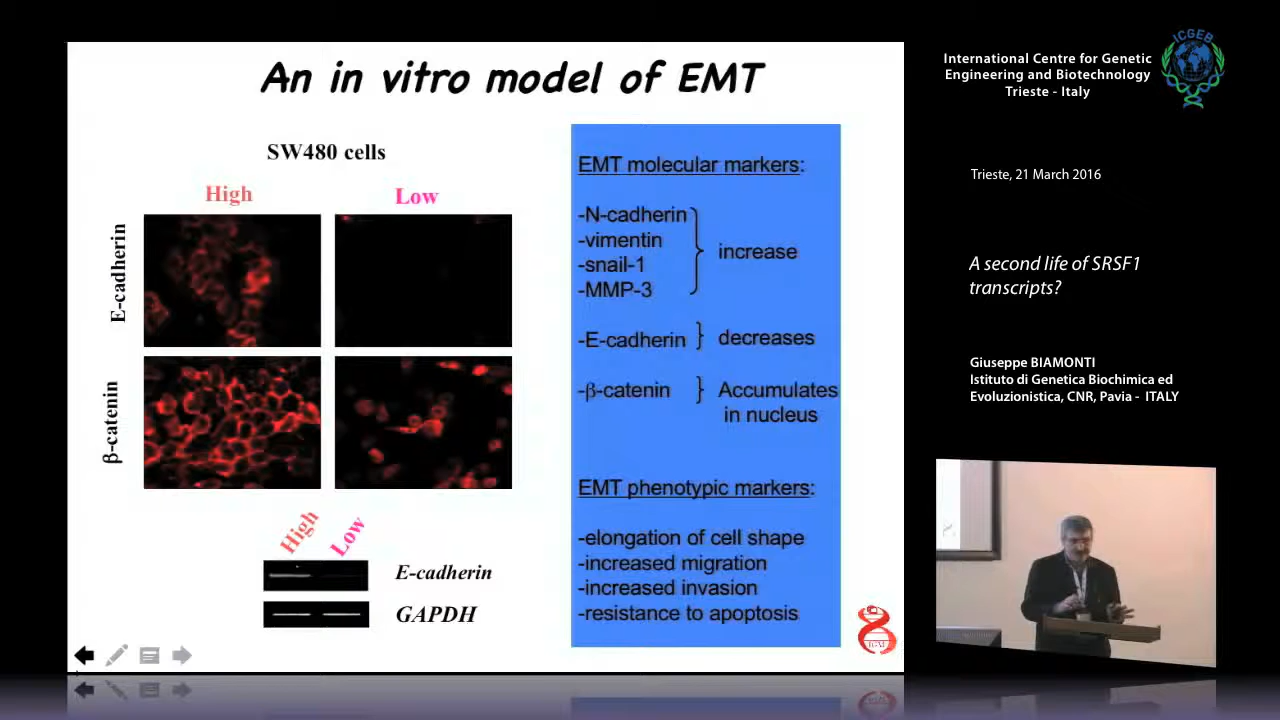 An in vitro model of EMT
SW480 cells
High
Low
E-cadherin
β-catenin
High
Low
E-cadherin
GAPDH
EMT molecular markers:
-N-cadherin
-vimentin
-snail-1
-MMP-3
increase
-E-cadherin
decreases
-β-catenin
Accumulates
in nucleus
EMT phenotypic markers:
-elongation of cell shape
-increased migration
-increased invasion
-resistance to apoptosis
IGM
International Centre for Genetic
Engineering and Biotechnology
Trieste - Italy
ICGEB
Trieste, 21 March 2016
A second life of SRSF1
transcripts?
Giuseppe BIAMONTI
Istituto di Genetica Biochimica ed
Evoluzionistica, CNR, Pavia - ITALY